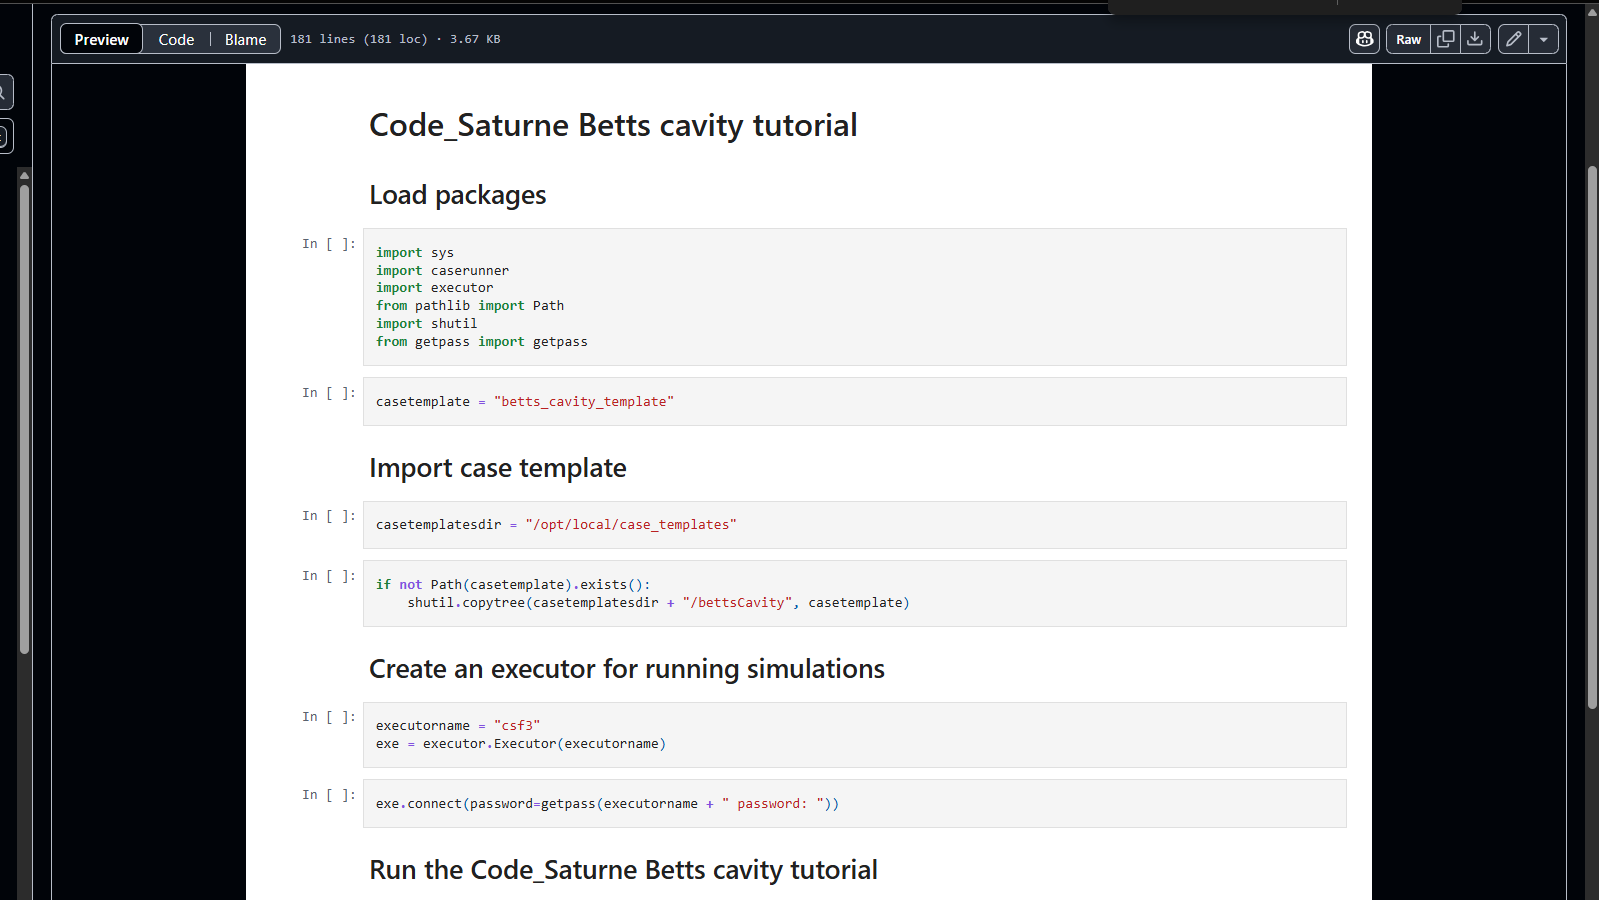 Preview Code Blame 181 lines (181 loc) · 3.67 KB Raw
Code_Saturne Betts cavity tutorial
Load packages
In [ ]:
import sys
import caserunner
import executor
from pathlib import Path
import shutil
from getpass import getpass
In [ ]:
casetemplate = "betts_cavity_template"
Import case template
In [ ]:
casetemplatesdir = "/opt/local/case_templates"
In [ ]:
if not Path(casetemplate).exists():
    shutil.copytree(casetemplatesdir + "/bettsCavity", casetemplate)
Create an executor for running simulations
In [ ]:
executorname = "csf3"
exe = executor.Executor(executorname)
In [ ]:
exe.connect(password=getpass(executorname + " password: "))
Run the Code_Saturne Betts cavity tutorial